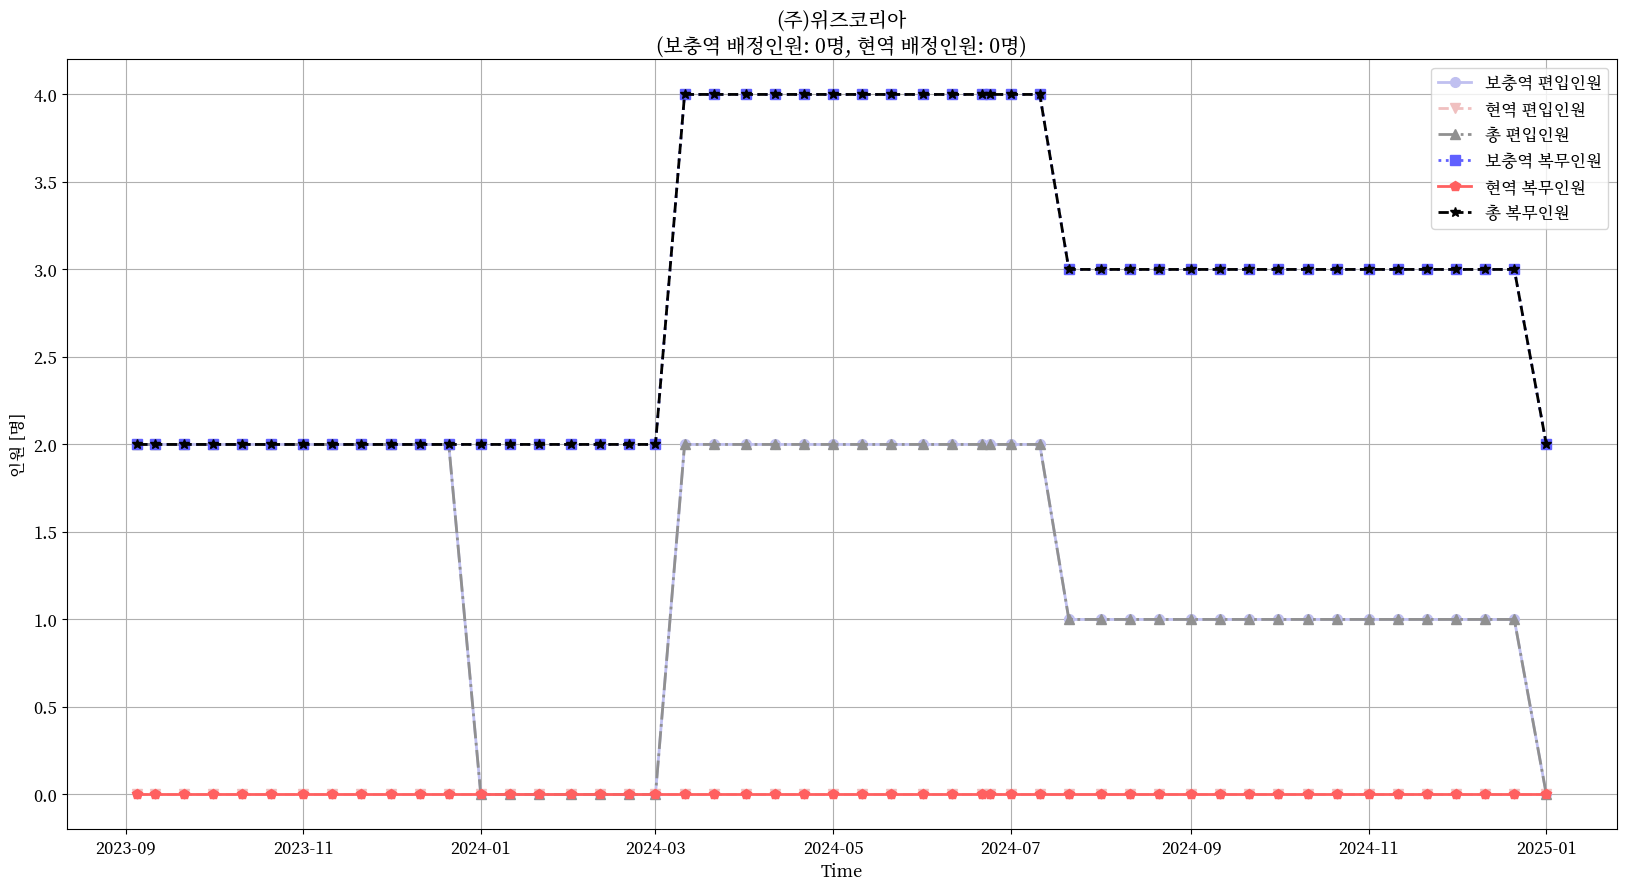 (주)위즈코리아
(보충역 배정인원: 0명, 현역 배정인원: 0명)
보충역 편입인원
현역 편입인원
총 편입인원
보충역 복무인원
현역 복무인원
총 복무인원
인원 [명]
4.0
3.5
3.0
2.5
2.0
1.5
1.0
0.5
0.0
2023-09 2023-11 2024-01 2024-03 2024-05 2024-07 2024-09 2024-11 2025-01
Time